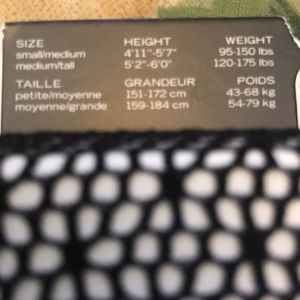 SIZE HEIGHT WEIGHT
small/medium 4'11"-5'7" 95-150 lbs
medium/tall 5'2"-6'0" 120-175 lbs
TAILLE GRANDEUR POIDS
petite/moyenne 151-172 cm 43-68 kg
moyenne/grande 159-184 cm 54-79 kg